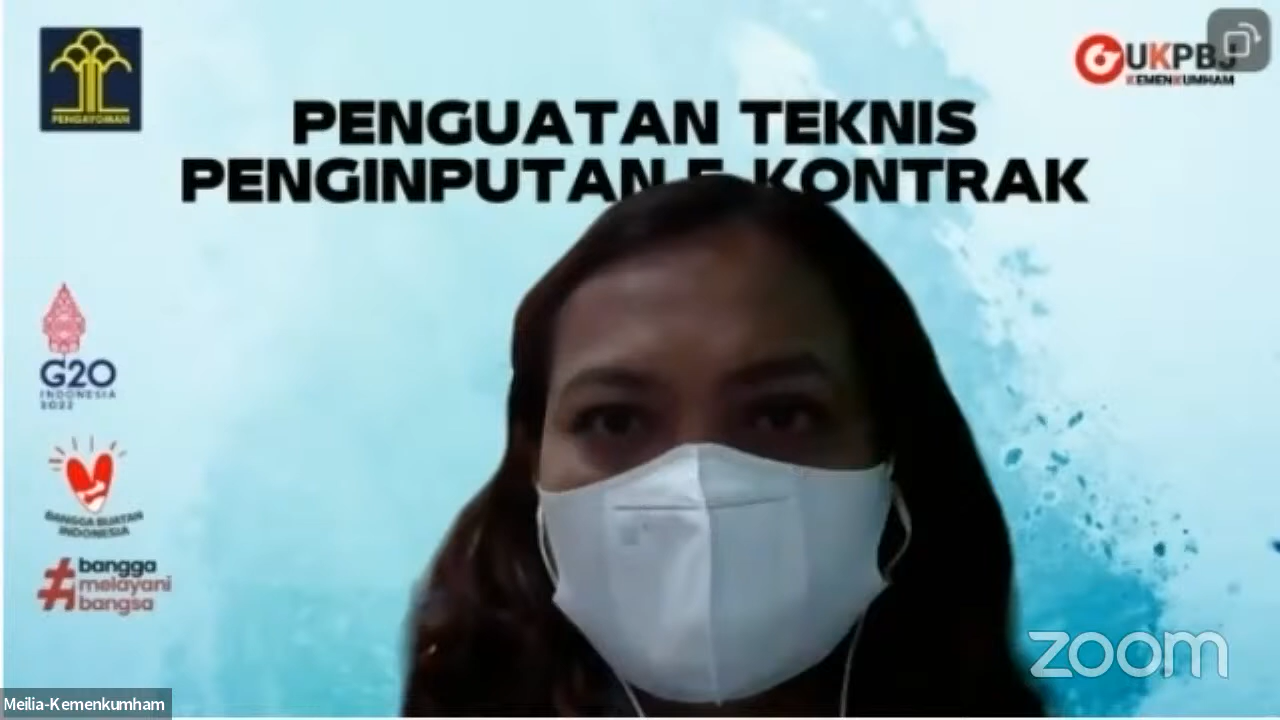 PENGAYOMAN
UKPBJ
KEMENKUMHAM
PENGUATAN TEKNIS
PENGINPUTAN E-KONTRAK
G20
INDONESIA
2022
BANGGA BUATAN
INDONESIA
#bangga
melayani
bangsa
zoom
Meilia-Kemenkumham